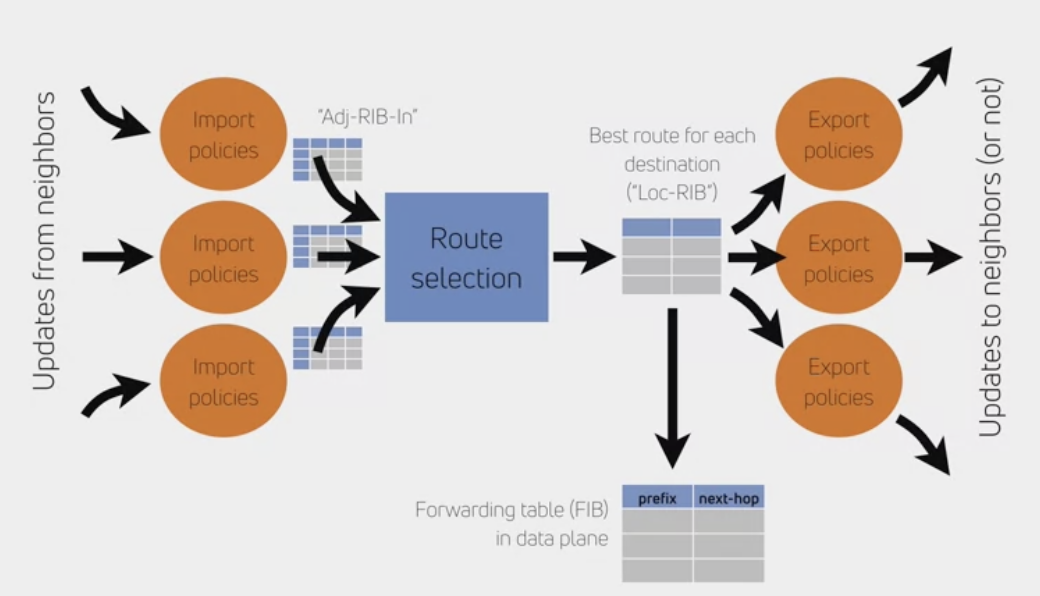 Updates from neighbors
Import
policies
Import
policies
Import
policies
"Adj-RIB-In"
Route
selection
Best route for each
destination
("Loc-RIB")
Export
policies
Export
policies
Export
policies
Updates to neighbors (or not)
Forwarding table (FIB)
in data plane
prefix next-hop